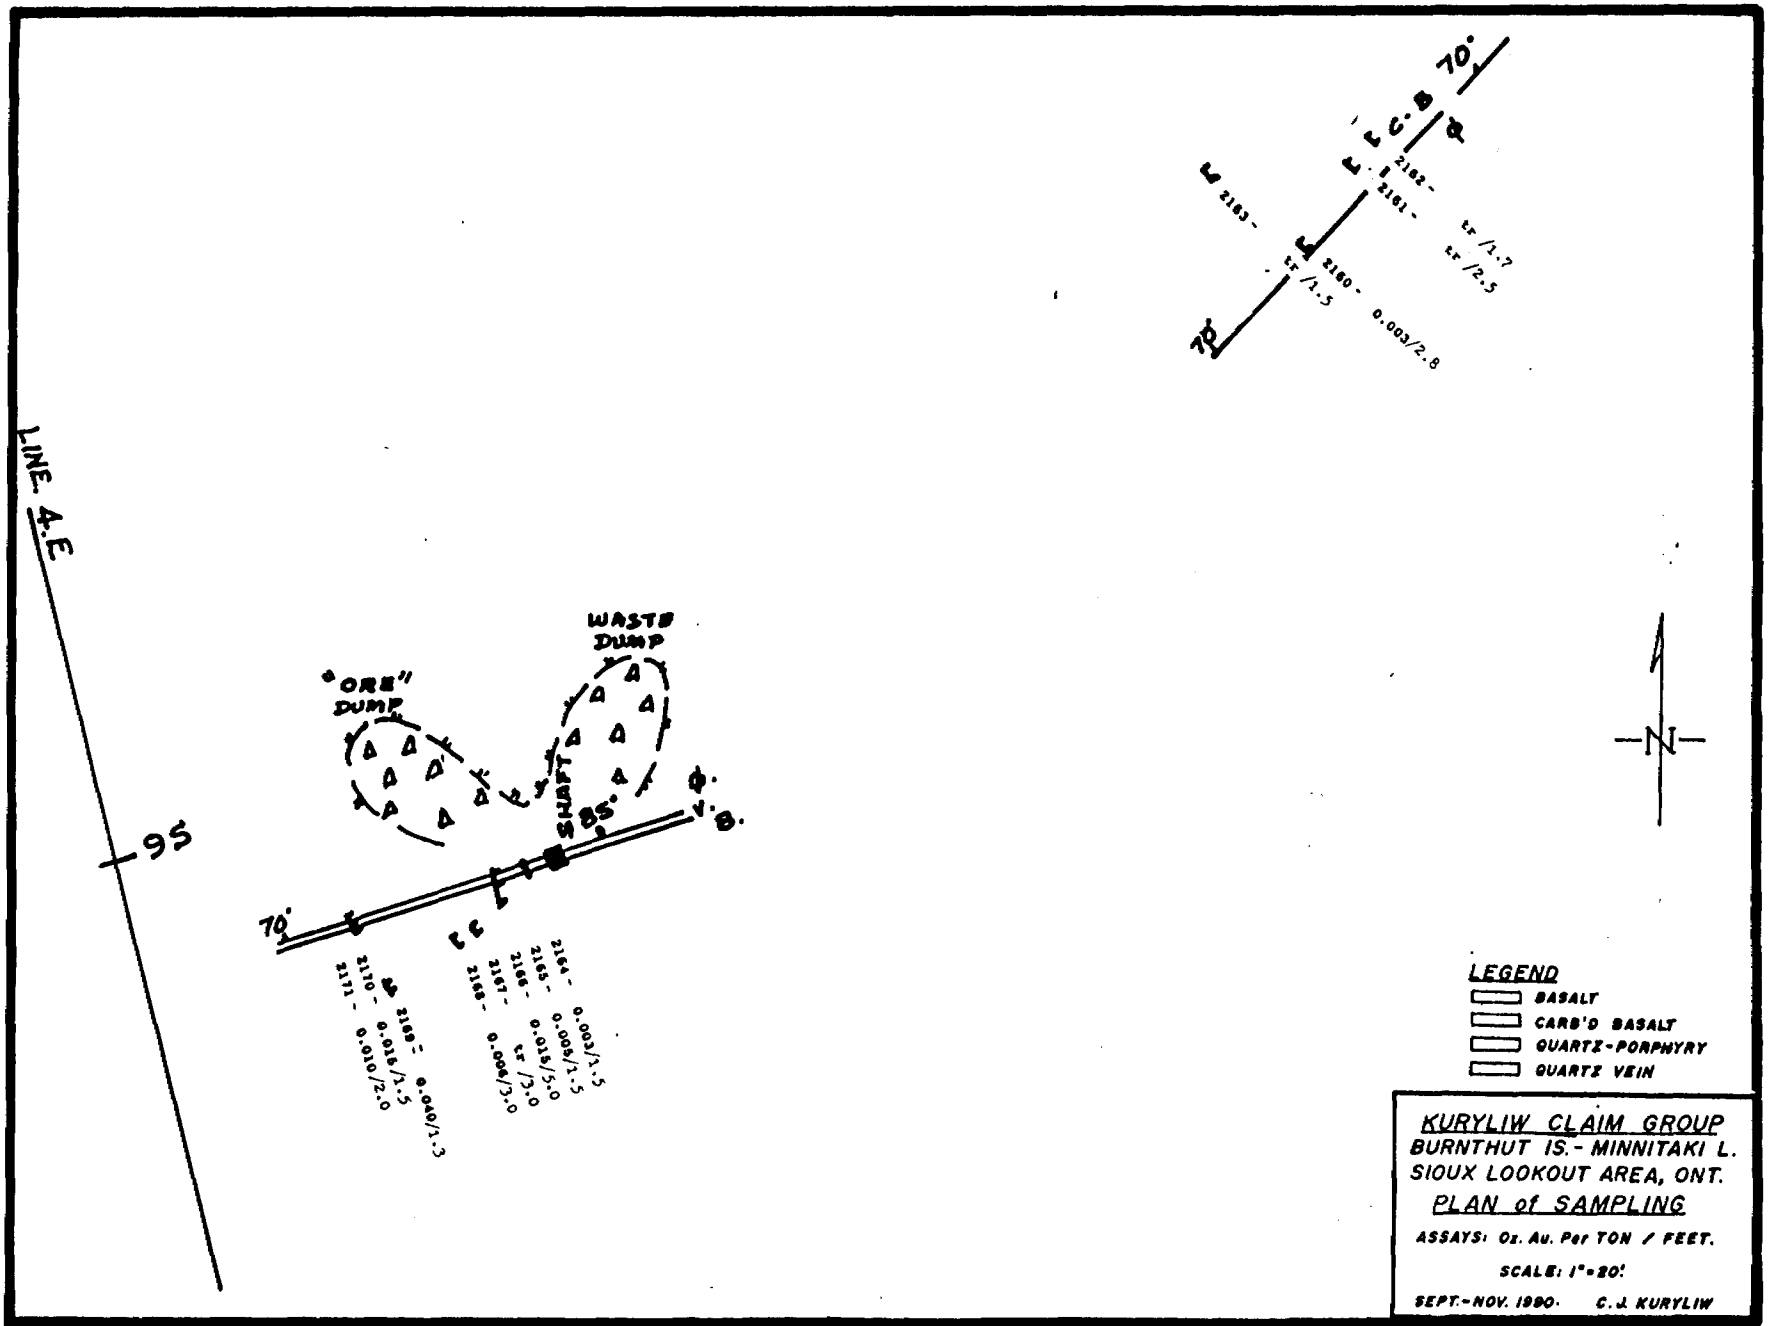 70°
C. B
φ
2182 -
2161 -
tr /1.7
tr /2.5
2163 -
tr /1.5
2160 - 0.003/2.8
70°
LINE 4.E
9S
WASTE
DUMP
"ORE"
DUMP
SHAFT
85°
φ.
V.
B.
70°
2164 - 0.003/1.5
2165 - 0.005/1.5
2166 - 0.015/5.0
2167 - tr /3.0
2168 - 0.006/3.0
2169 - 0.040/1.3
2170 - 0.016/1.5
2171 - 0.010/2.0
N
LEGEND
BASALT
CARB'D BASALT
QUARTZ-PORPHYRY
QUARTZ VEIN
KURYLIW CLAIM GROUP
BURNTHUT IS. - MINNITAKI L.
SIOUX LOOKOUT AREA, ONT.
PLAN of SAMPLING
ASSAYS: Oz. Au. Per TON / FEET.
SCALE: 1"=20'
SEPT.-NOV. 1990. C. J. KURYLIW